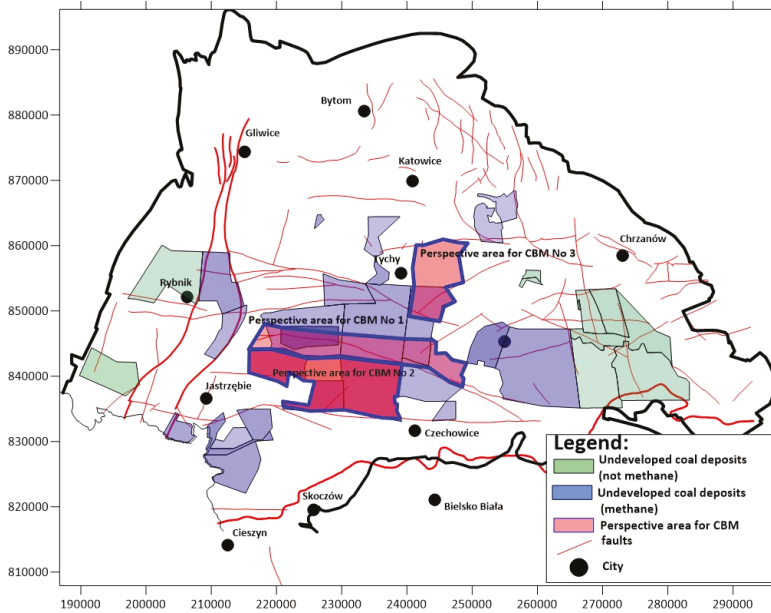 890000
880000
870000
860000
850000
840000
830000
820000
810000
190000
200000
210000
220000
230000
240000
250000
260000
270000
280000
290000
Bytom
Gliwice
Katowice
Chrzanów
Perspective area for CBM No 3
Tychy
Rybnik
Perspective area for CBM No 1
Perspective area for CBM No 2
Jastrzębie
Czechowice
Skoczów
Bielsko Biała
Cieszyn
Legend:
Undeveloped coal deposits
(not methane)
Undeveloped coal deposits
(methane)
Perspective area for CBM
faults
City